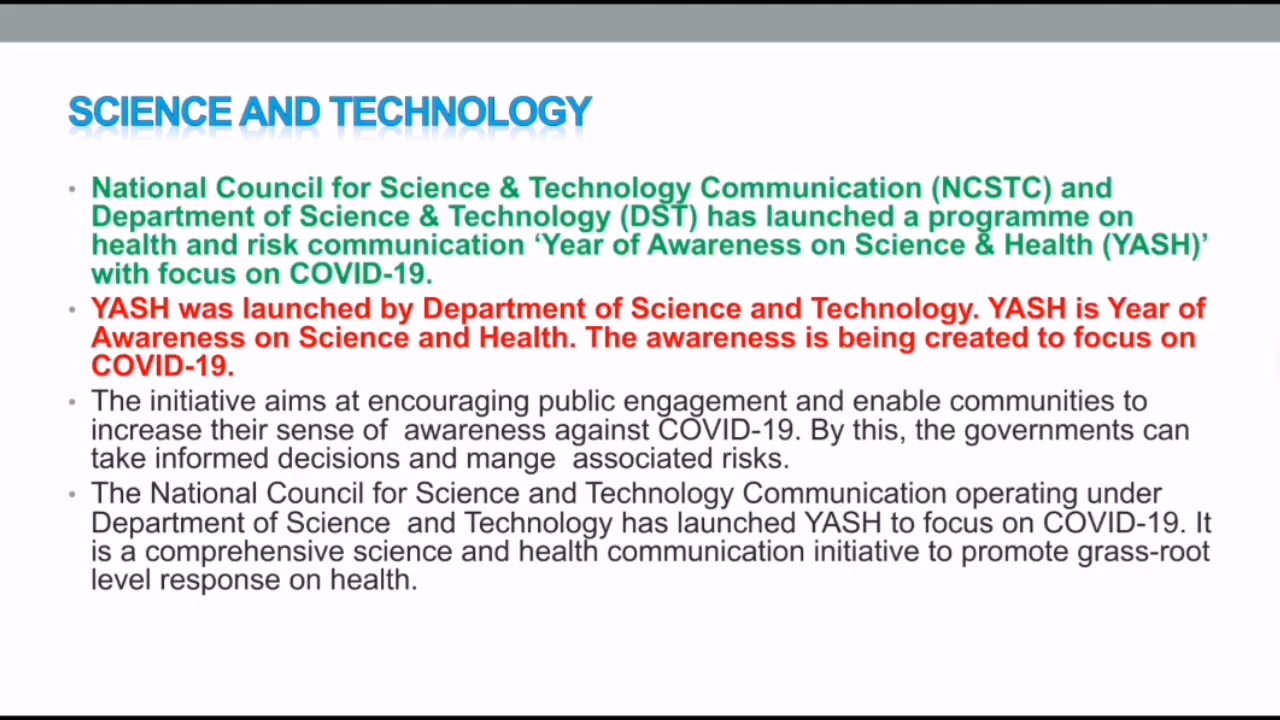 SCIENCE AND TECHNOLOGY
• National Council for Science & Technology Communication (NCSTC) and
Department of Science & Technology (DST) has launched a programme on
health and risk communication ‘Year of Awareness on Science & Health (YASH)’
with focus on COVID-19.
• YASH was launched by Department of Science and Technology. YASH is Year of
Awareness on Science and Health. The awareness is being created to focus on
COVID-19.
• The initiative aims at encouraging public engagement and enable communities to
increase their sense of  awareness against COVID-19. By this, the governments can
take informed decisions and mange  associated risks.
• The National Council for Science and Technology Communication operating under
Department of Science  and Technology has launched YASH to focus on COVID-19. It
is a comprehensive science and health communication initiative to promote grass-root
level response on health.